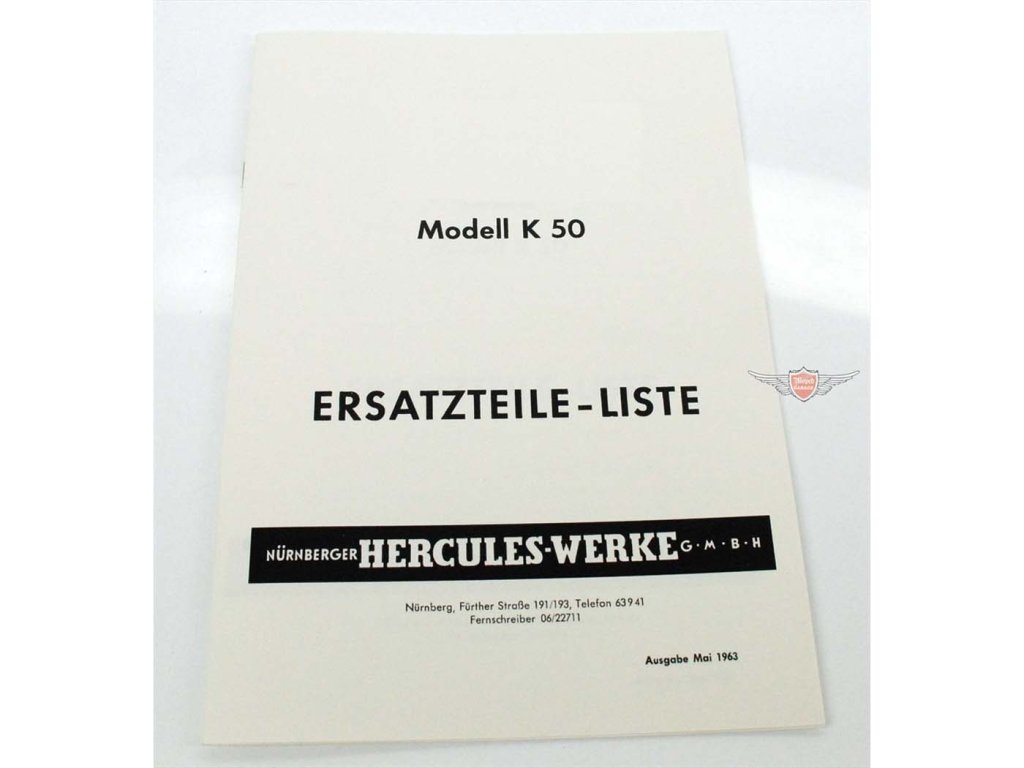 Modell K 50
ERSATZTEILE-LISTE
NÜRNBERGER HERCULES-WERKE G·M·B·H
Nürnberg, Fürther Straße 191/193, Telefon 63941
Fernschreiber 06/22711
Ausgabe Mai 1963
GARAGE